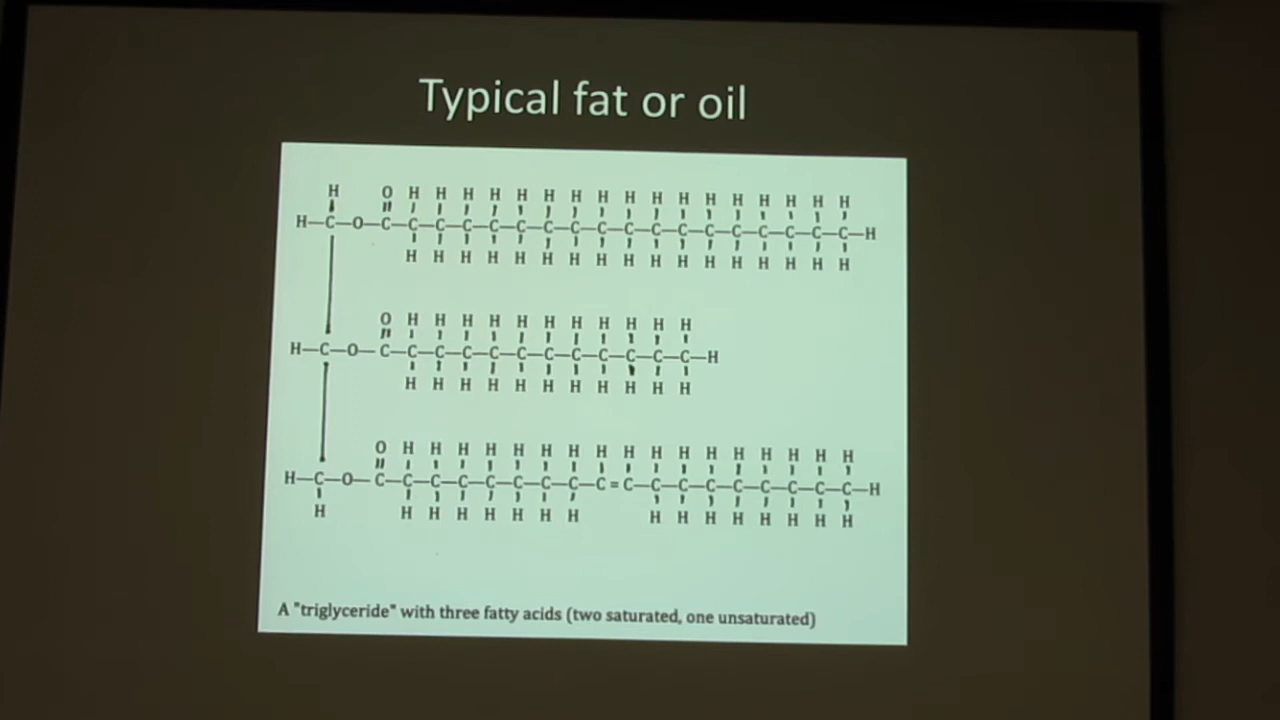 Typical fat or oil
H O H H H H H H H H H H H H H H H H H
H—C—O—C—C—C—C—C—C—C—C—C—C—C—C—C—C—C—C—C—C—H
H H H H H H H H H H H H H H H H H
O H H H H H H H H H H H
H—C—O—C—C—C—C—C—C—C—C—C—C—C—C—H
H H H H H H H H H H H
O H H H H H H H H H H H H H H H H H
H—C—O—C—C—C—C—C—C—C—C—C=C—C—C—C—C—C—C—C—C—H
H H H H H H H H H H H H H H H H
A "triglyceride" with three fatty acids (two saturated, one unsaturated)